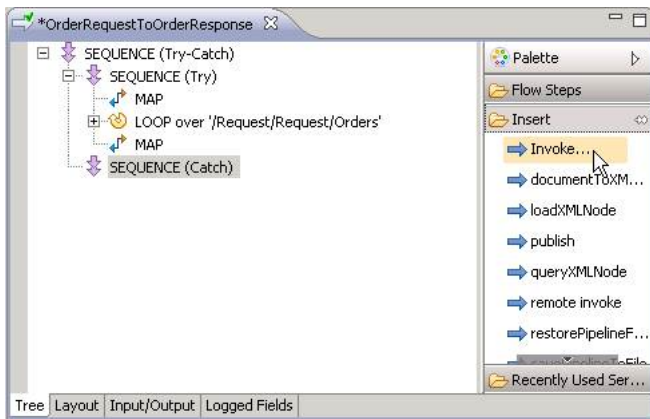 *OrderRequestToOrderResponse
SEQUENCE (Try-Catch)
SEQUENCE (Try)
MAP
LOOP over '/Request/Request/Orders'
MAP
SEQUENCE (Catch)
Palette
Flow Steps
Insert
Invoke...
documentToXM...
loadXMLNode
publish
queryXMLNode
remote invoke
restorePipelineF...
savePipelineToFile
Recently Used Ser...
Tree Layout Input/Output Logged Fields